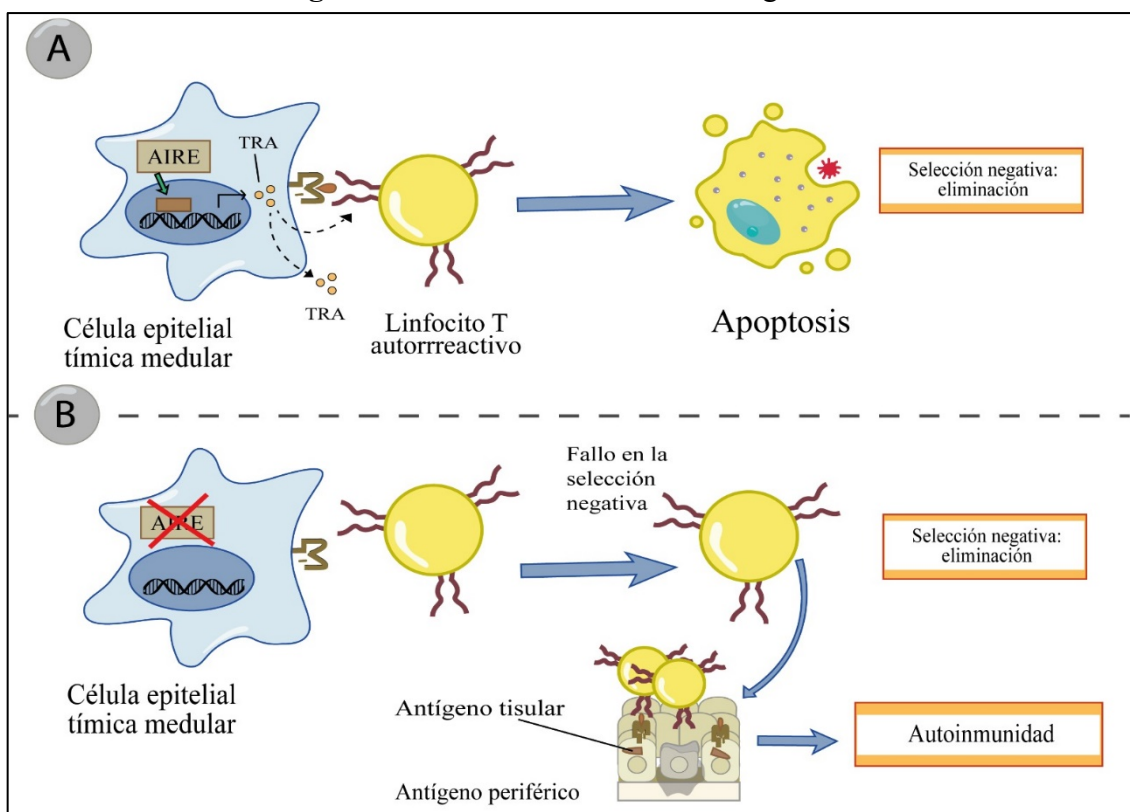 A
AIRE
TRA
TRA
Célula epitelial
tímica medular
Linfocito T
autorrreactivo
Apoptosis
Selección negativa:
eliminación
B
AIRE
Célula epitelial
tímica medular
Fallo en la
selección
negativa
Selección negativa:
eliminación
Antígeno tisular
Antígeno periférico
Autoinmunidad